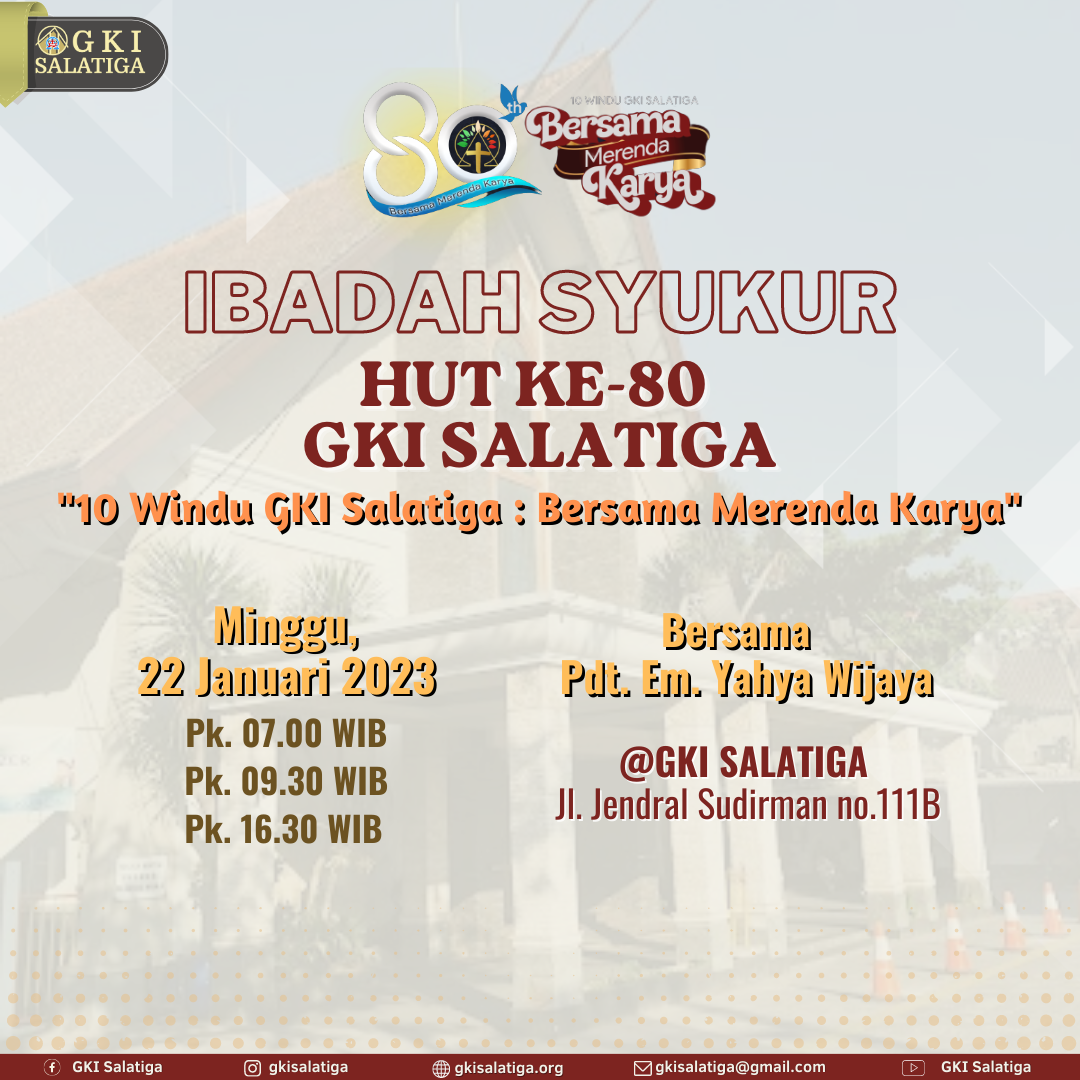 GKI
SALATIGA
80th
Bersama Merenda Karya
10 WINDU GKI SALATIGA
Bersama
Merenda
Karya
IBADAH SYUKUR
HUT KE-80
GKI SALATIGA
"10 Windu GKI Salatiga : Bersama Merenda Karya"
Minggu,
22 Januari 2023
Pk. 07.00 WIB
Pk. 09.30 WIB
Pk. 16.30 WIB
Bersama
Pdt. Em. Yahya Wijaya
@GKI SALATIGA
Jl. Jendral Sudirman no.111B
GKI Salatiga
gkisalatiga
gkisalatiga.org
gkisalatiga@gmail.com
GKI Salatiga